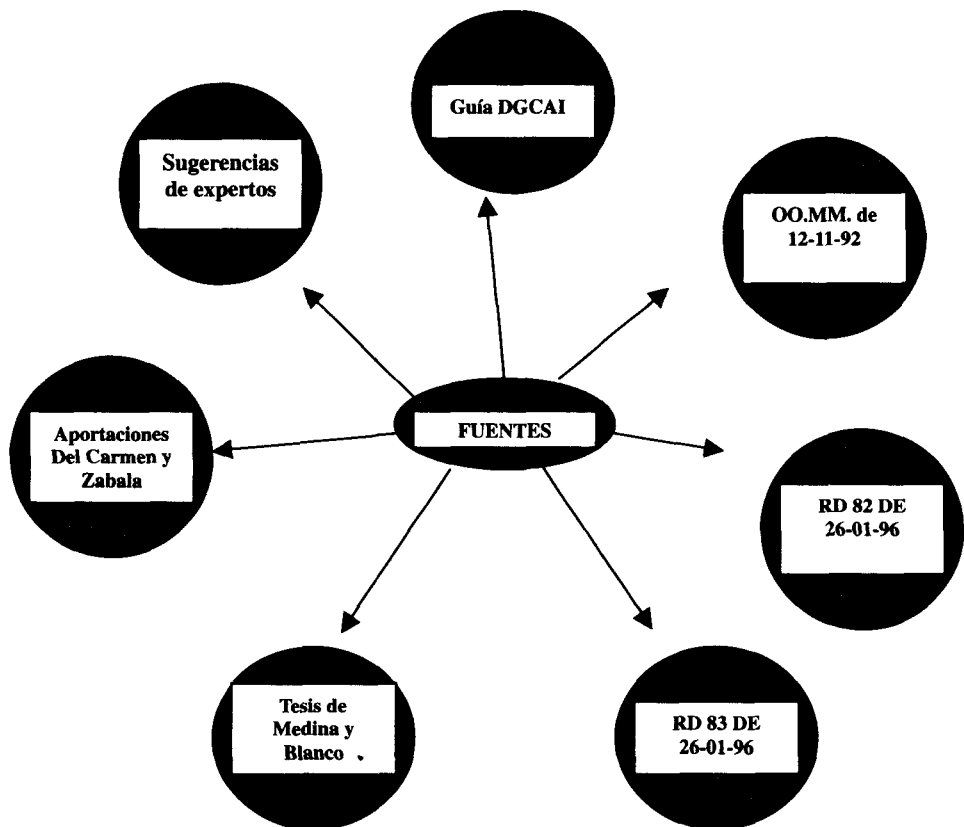 Guía DGCAI
Sugerencias
de expertos
OO.MM. de
12-11-92
Aportaciones
Del Carmen y
Zabala
FUENTES
RD 82 DE
26-01-96
Tesis de
Medina y
Blanco
RD 83 DE
26-01-96